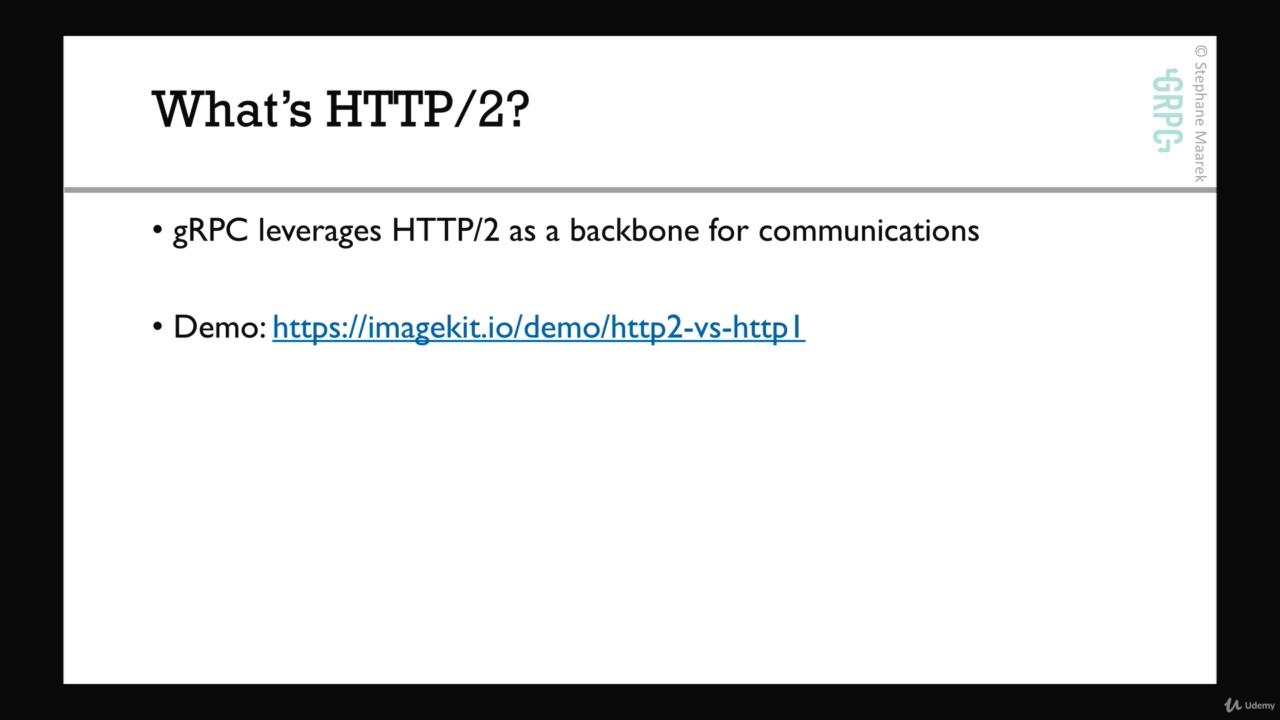 What's HTTP/2?
GRPC
© Stephane Maarek
• gRPC leverages HTTP/2 as a backbone for communications
• Demo: https://imagekit.io/demo/http2-vs-http1
Udemy